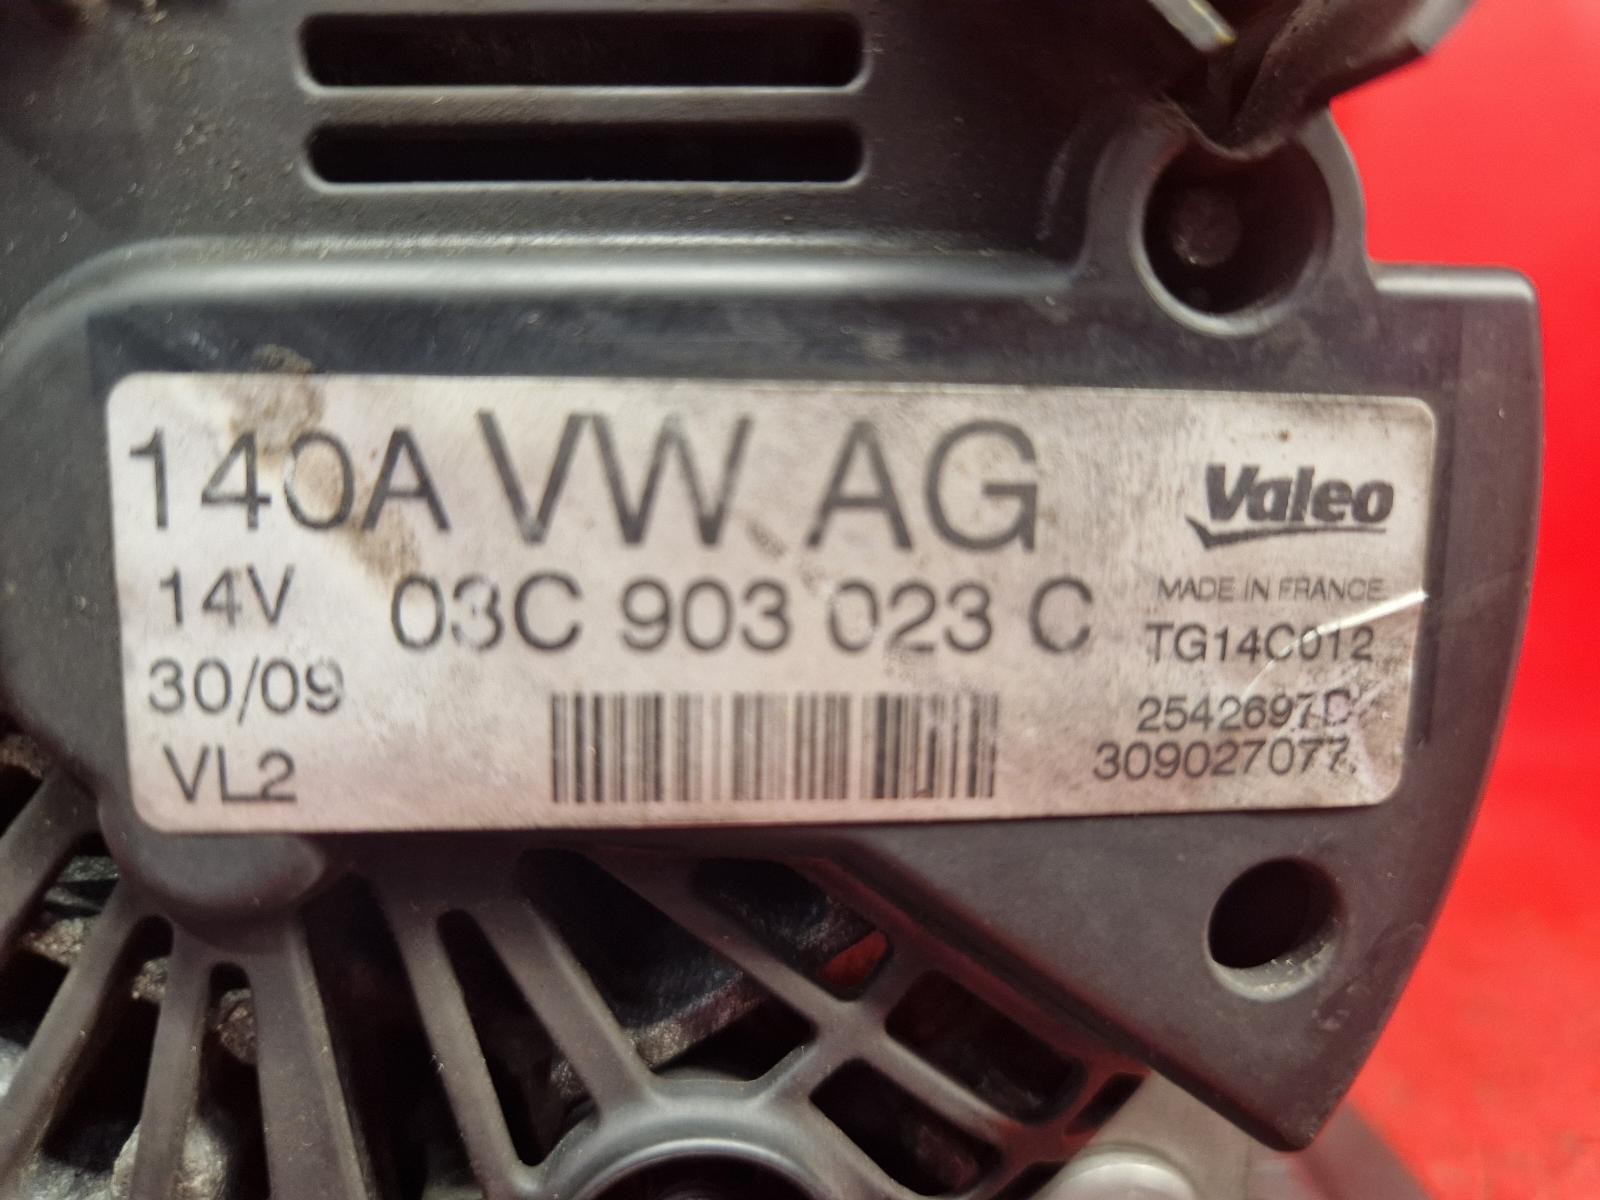 140A VW AG
Valeo
14V 03C 903 023 C
MADE IN FRANCE
TG14C012
30/09
2542697D
VL2
309027077